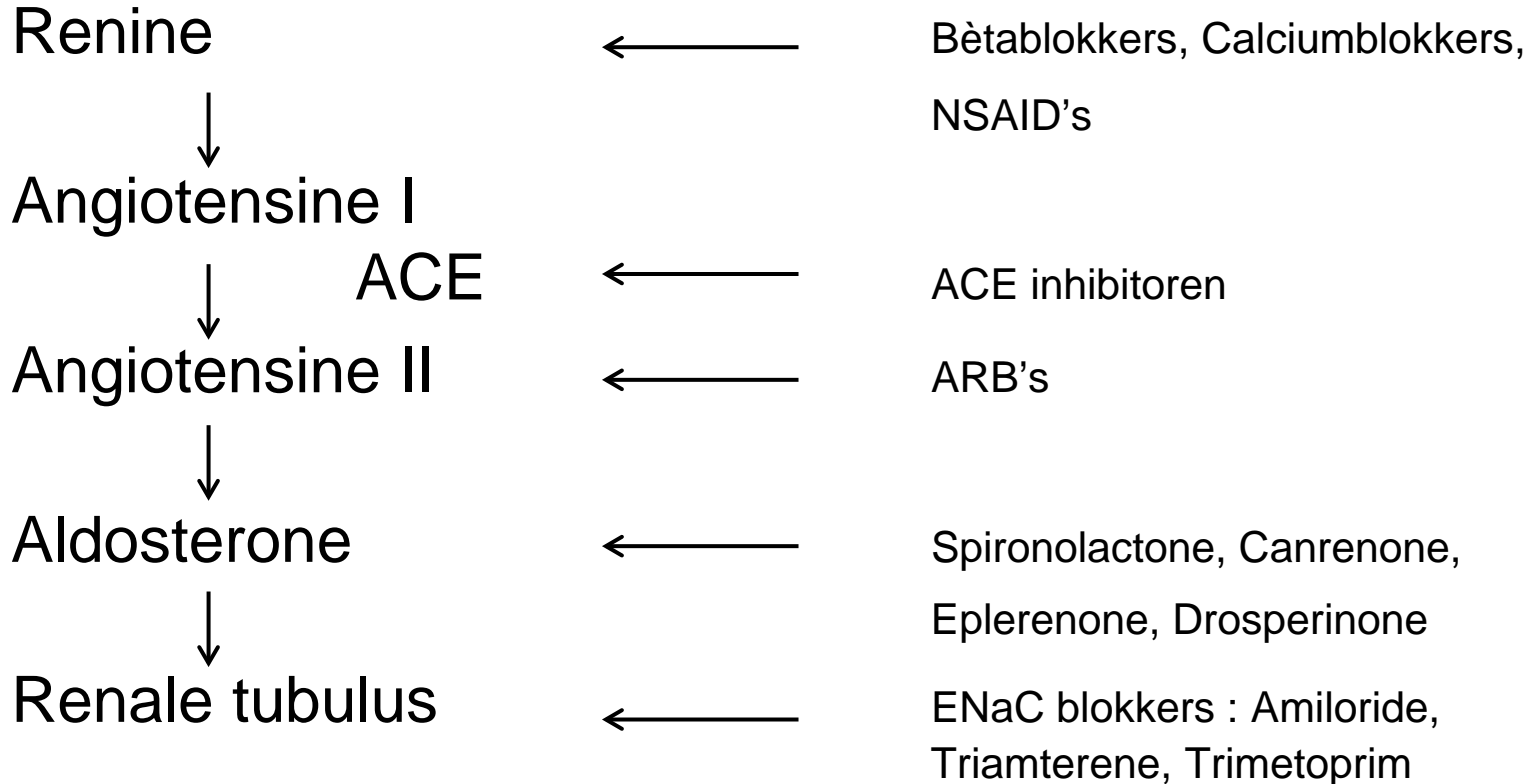 Renine
Bètablokkers, Calciumblokkers,
NSAID’s
Angiotensine I
ACE
ACE inhibitoren
Angiotensine II
ARB’s
Aldosterone
Spironolactone, Canrenone,
Eplerenone, Drosperinone
Renale tubulus
ENaC blokkers : Amiloride,
Triamterene, Trimetoprim